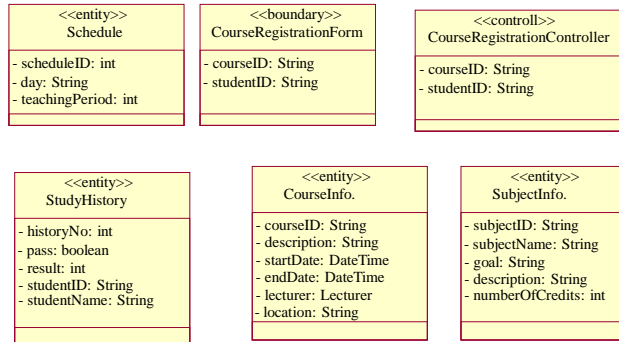 <<entity>>
Schedule
- scheduleID: int
- day: String
- teachingPeriod: int
<<boundary>>
CourseRegistrationForm
- courseID: String
- studentID: String
<<controll>>
CourseRegistrationController
- courseID: String
- studentID: String
<<entity>>
StudyHistory
- historyNo: int
- pass: boolean
- result: int
- studentID: String
- studentName: String
<<entity>>
CourseInfo.
- courseID: String
- description: String
- startDate: DateTime
- endDate: DateTime
- lecturer: Lecturer
- location: String
<<entity>>
SubjectInfo.
- subjectID: String
- subjectName: String
- goal: String
- description: String
- numberOfCredits: int